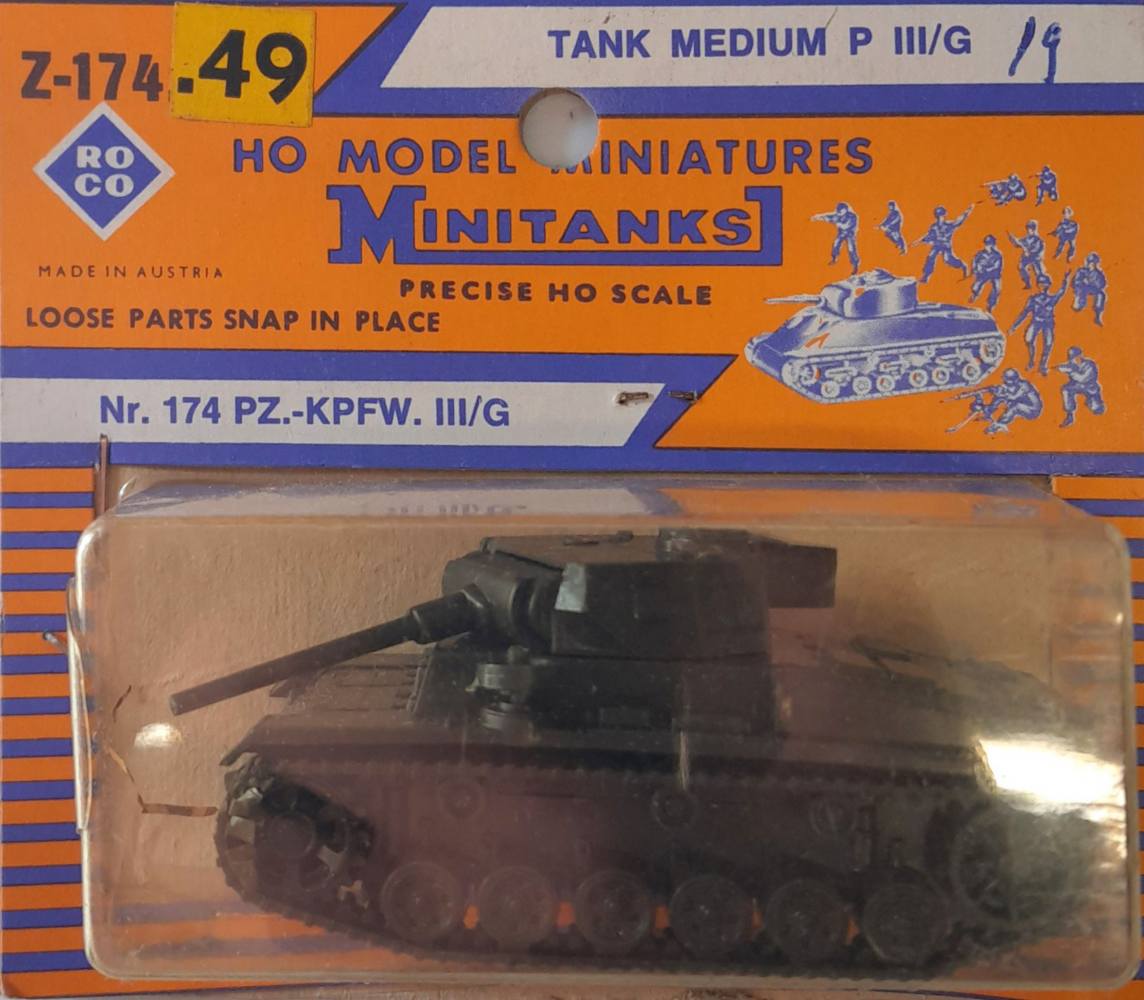 TANK MEDIUM P III/G 19
Z-174 .49
RO
CO
HO MODEL MINIATURES
MINITANKS
MADE IN AUSTRIA
PRECISE HO SCALE
LOOSE PARTS SNAP IN PLACE
Nr. 174 PZ.-KPFW. III/G